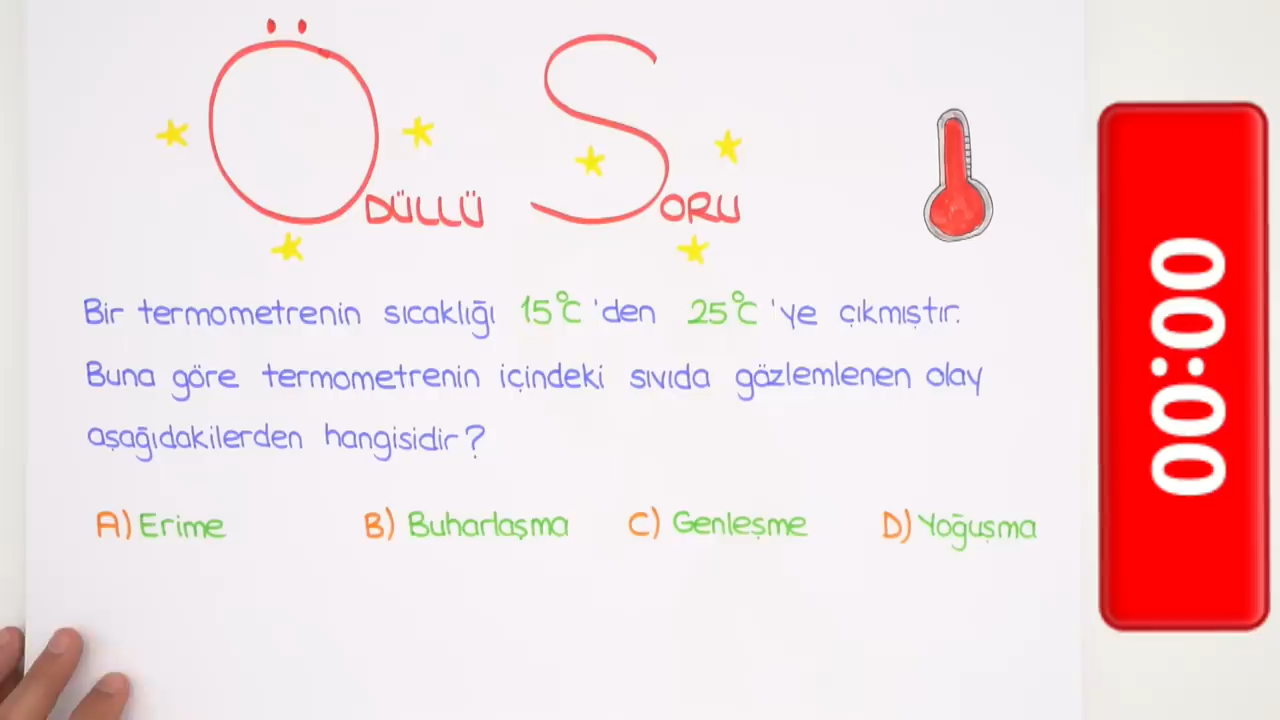 ÖDÜLLÜ SORU
Bir termometrenin sıcaklığı 15°C 'den 25°C 'ye çıkmıştır.
Buna göre termometrenin içindeki sıvıda gözlemlenen olay
aşağıdakilerden hangisidir?
A) Erime B) Buharlaşma C) Genleşme D) Yoğuşma
00:00